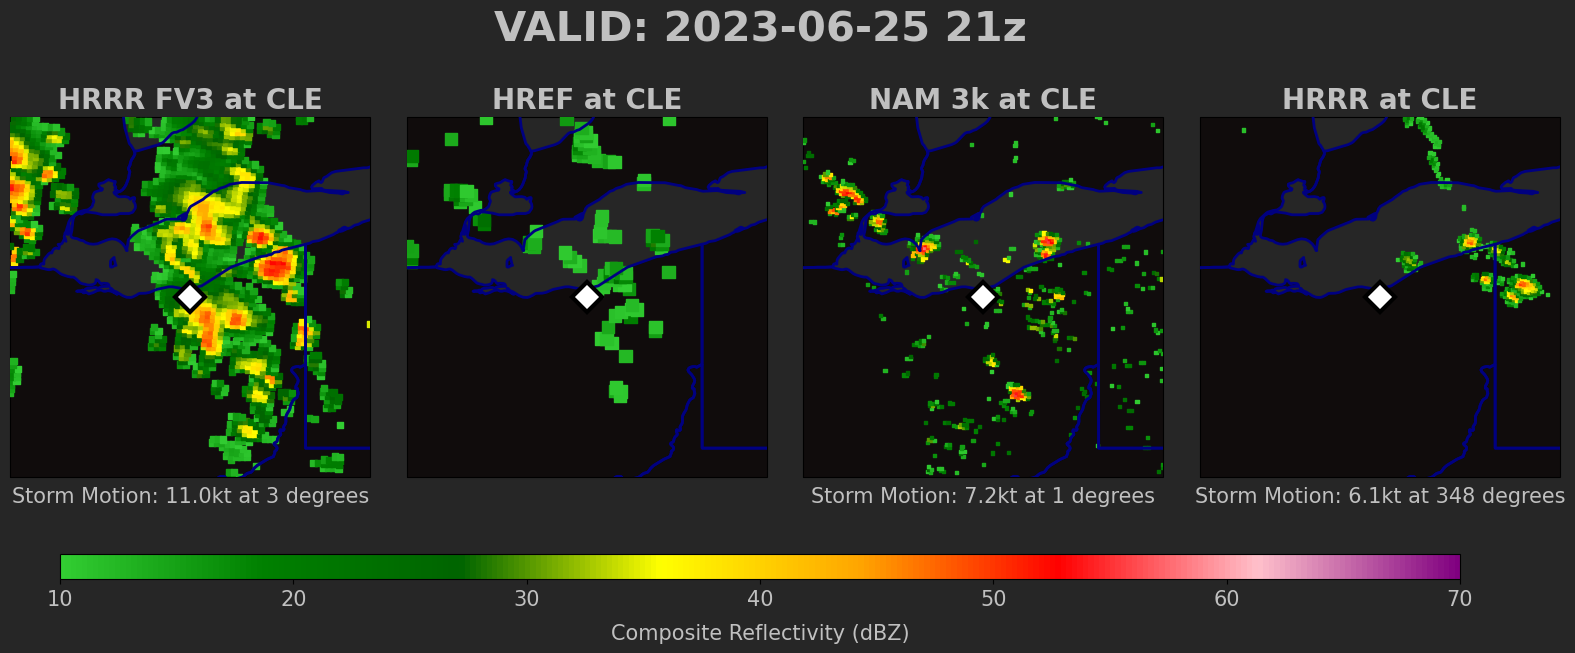 VALID: 2023-06-25 21z
HRRR FV3 at CLE
HREF at CLE
NAM 3k at CLE
HRRR at CLE
Storm Motion: 11.0kt at 3 degrees
Storm Motion: 7.2kt at 1 degrees
Storm Motion: 6.1kt at 348 degrees
10 20 30 40 50 60 70
Composite Reflectivity (dBZ)